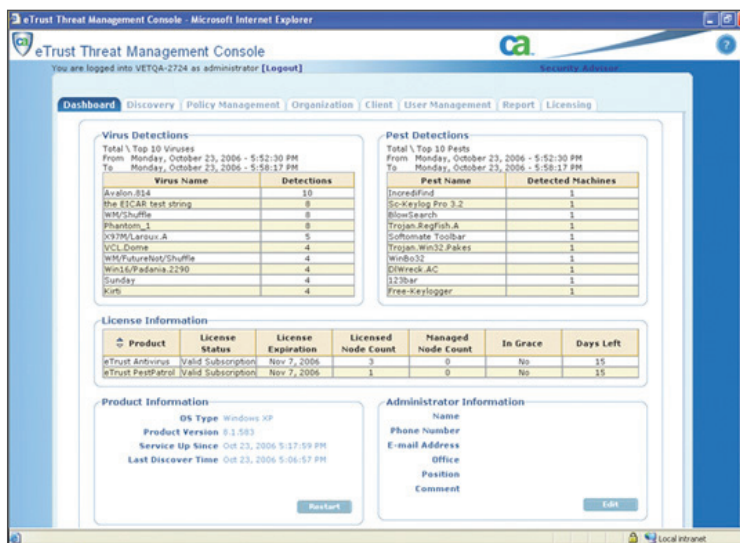 eTrust Threat Management Console - Microsoft Internet Explorer
eTrust Threat Management Console
ca
You are logged into VETQA-2724 as administrator [Logout]
Security Advisor
Dashboard Discovery Policy Management Organization Client User Management Report Licensing
Virus Detections
Total \ Top 10 Viruses
From Monday, October 23, 2006 - 5:52:30 PM
To Monday, October 23, 2006 - 5:58:17 PM
Virus Name Detections
Avalon.814 10
the EICAR test string 8
WM/Shuffle 8
Phantom_1 8
X97M/Laroux.A 5
VCL.Dome 4
WM/FutureNot/Shuffle 4
Win16/Padania.2290 4
Sunday 4
Kirti 4
Pest Detections
Total \ Top 10 Pests
From Monday, October 23, 2006 - 5:52:30 PM
To Monday, October 23, 2006 - 5:58:17 PM
Pest Name Detected Machines
IncrediFind 1
Sc-Keylog Pro 3.2 1
BlowSearch 1
Trojan.RegFish.A 1
Softomate Toolbar 1
Trojan.Win32.Pakes 1
WinBo32 1
DlWreck.AC 1
123bar 1
Free-Keylogger 1
License Information
Product License Status License Expiration Licensed Node Count Managed Node Count In Grace Days Left
eTrust Antivirus Valid Subscription Nov 7, 2006 3 0 No 15
eTrust PestPatrol Valid Subscription Nov 7, 2006 1 0 No 15
Product Information
OS Type Windows XP
Product Version 8.1.583
Service Up Since Oct 23, 2006 5:17:59 PM
Last Discover Time Oct 23, 2006 5:06:57 PM
Restart
Administrator Information
Name
Phone Number
E-mail Address
Office
Position
Comment
Edit
Local intranet